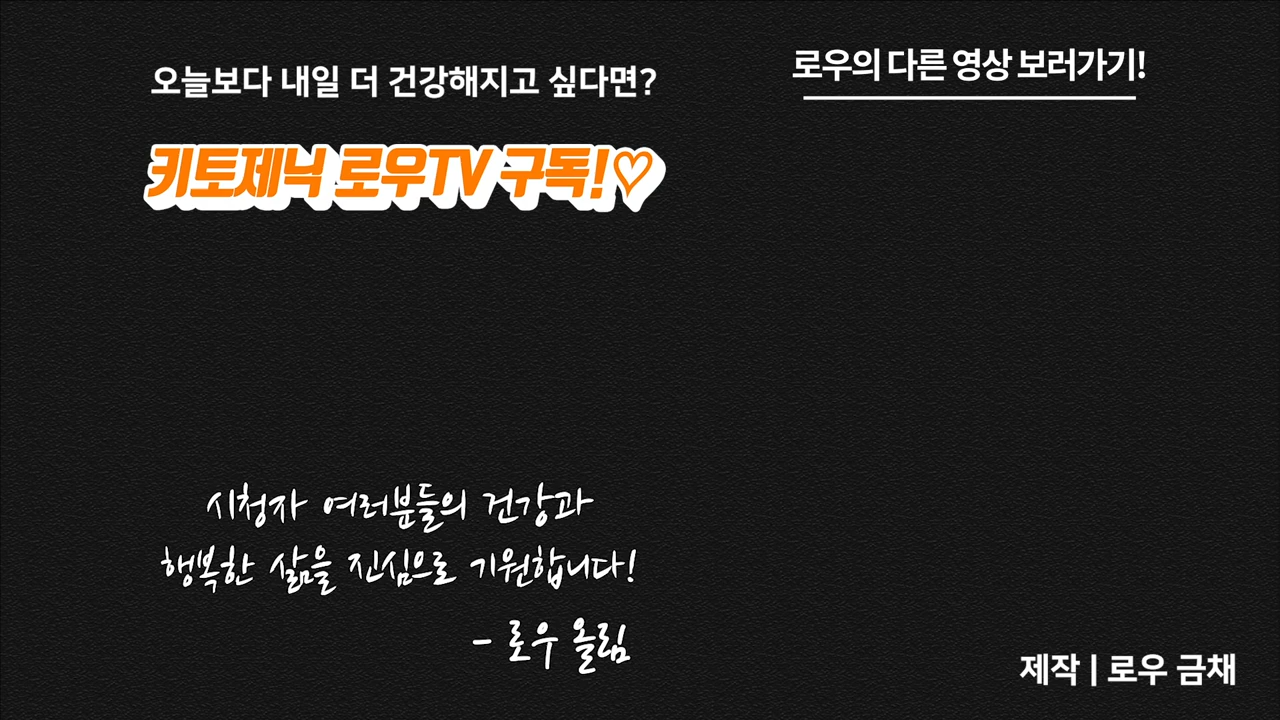 오늘보다 내일 더 건강해지고 싶다면?
키토제닉 로우TV 구독!♡
로우의 다른 영상 보러가기!
시청자 여러분들의 건강과
행복한 삶을 진심으로 기원합니다!
- 로우 올림
제작 | 로우 금채